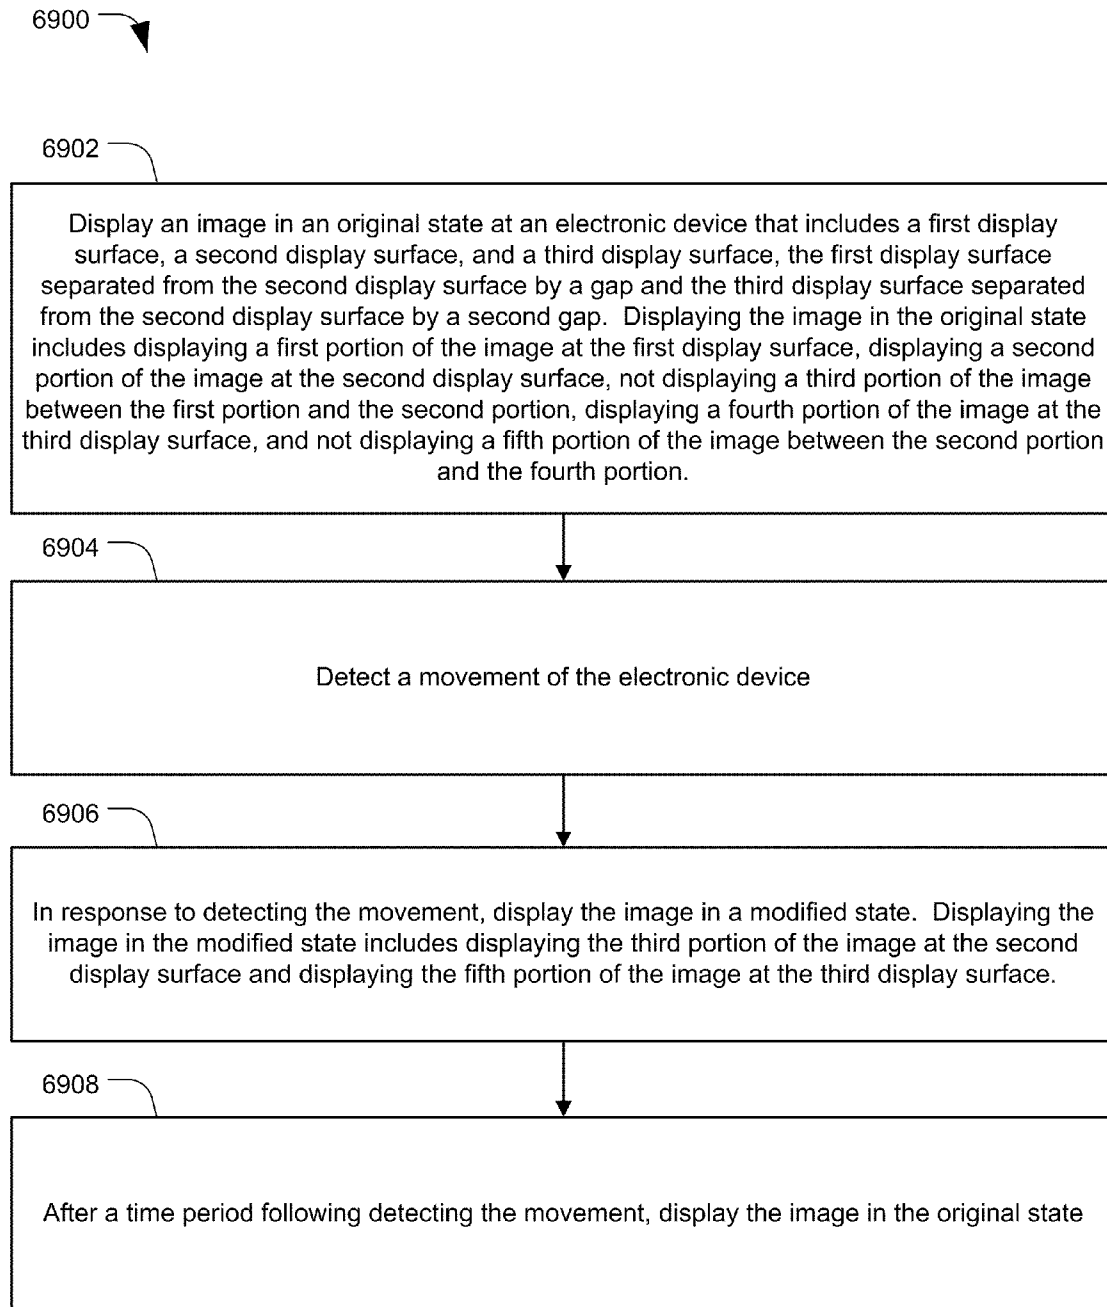 6900
6902
Display an image in an original state at an electronic device that includes a first display
surface, a second display surface, and a third display surface, the first display surface
separated from the second display surface by a gap and the third display surface separated
from the second display surface by a second gap.  Displaying the image in the original state
includes displaying a first portion of the image at the first display surface, displaying a second
portion of the image at the second display surface, not displaying a third portion of the image
between the first portion and the second portion, displaying a fourth portion of the image at the
third display surface, and not displaying a fifth portion of the image between the second portion
and the fourth portion.
6904
Detect a movement of the electronic device
6906
In response to detecting the movement, display the image in a modified state.  Displaying the
image in the modified state includes displaying the third portion of the image at the second
display surface and displaying the fifth portion of the image at the third display surface.
6908
After a time period following detecting the movement, display the image in the original state